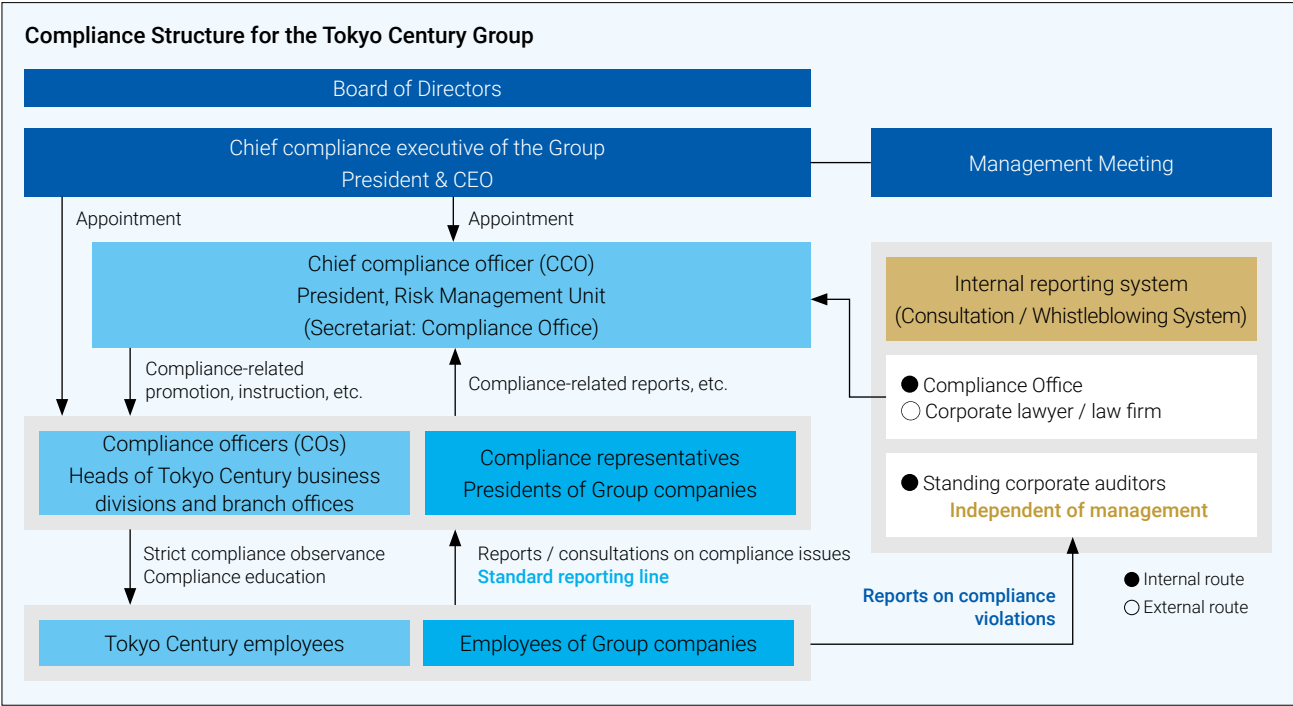 Compliance Structure for the Tokyo Century Group
Board of Directors
Chief compliance executive of the Group
President & CEO
Management Meeting
Appointment
Appointment
Chief compliance officer (CCO)
President, Risk Management Unit
(Secretariat: Compliance Office)
Internal reporting system
(Consultation / Whistleblowing System)
● Compliance Office
○ Corporate lawyer / law firm
● Standing corporate auditors
Independent of management
Compliance-related
promotion, instruction, etc.
Compliance-related reports, etc.
Compliance officers (COs)
Heads of Tokyo Century business
divisions and branch offices
Compliance representatives
Presidents of Group companies
Strict compliance observance
Compliance education
Reports / consultations on compliance issues
Standard reporting line
Reports on compliance
violations
● Internal route
○ External route
Tokyo Century employees
Employees of Group companies